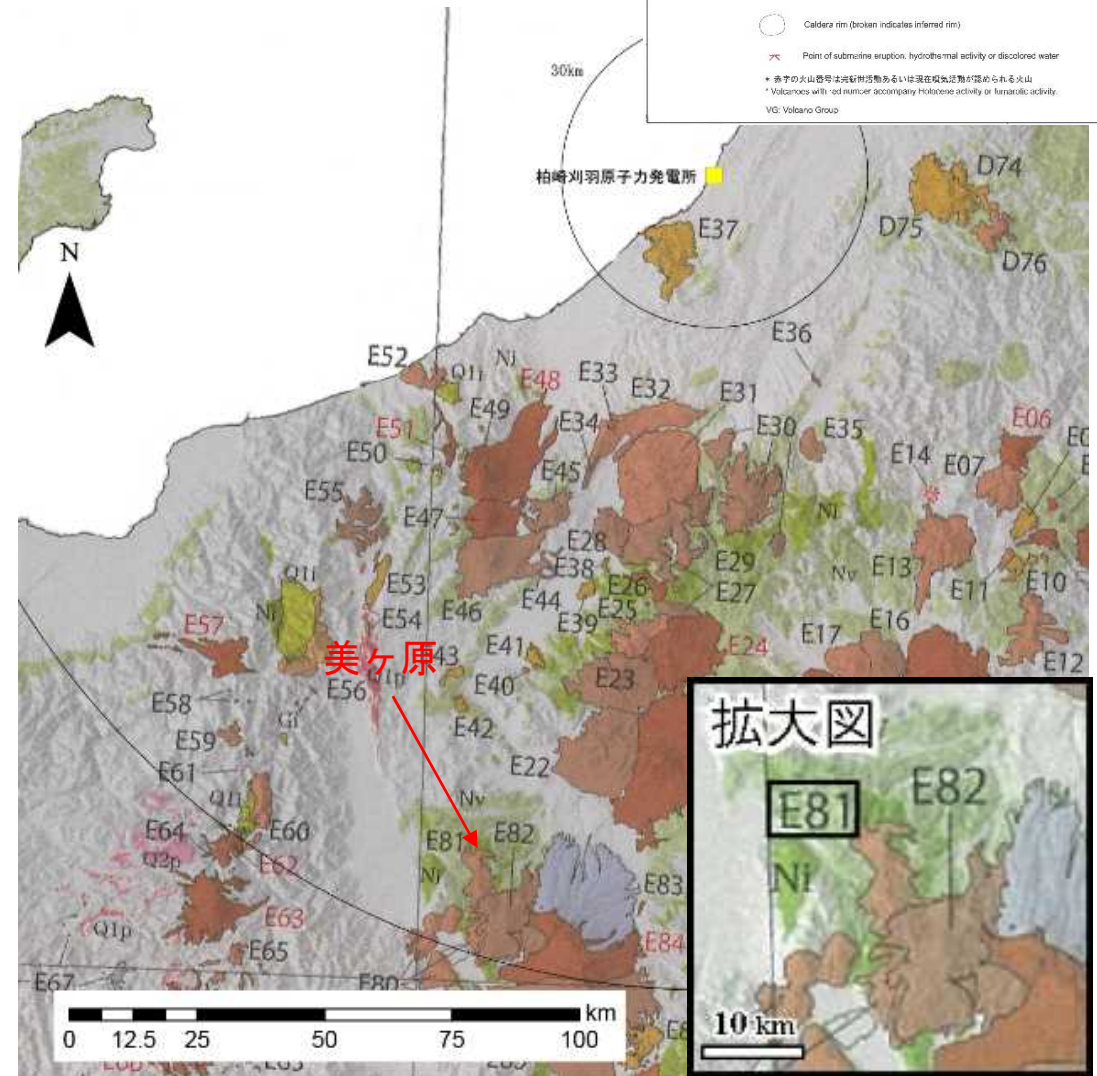 Caldera rim (broken indicates inferred rim)
Point of submarine eruption, hydrothermal activity or discolored water
* 赤字の火山番号は完新世活動あるいは現在噴気活動が認められる火山
* Volcanoes with red number accompany Holocene activity or fumarolic activity.
VG: Volcano Group
30km
柏崎刈羽原子力発電所
N
D74
D75
D76
E37
E36
E52
Q1i
Ni
E48
E33
E32
E31
E49
E34
E30
E35
E51
E50
E45
E14
E07
E06
E55
E47
Ni
E28
E38
E29
E53
E26
E27
Nv
E13
E11
E10
Q1i
Ni
E54
E46
E44
E25
E39
E57
美ヶ原
E43
E41
E24
E17
E16
E12
E56
Q1p
E40
E23
E58
Gi
E42
E59
E22
E61
Nv
Q1i
E64
E60
E81
E82
Q2p
E62
Ni
E83
E63
Q1p
E84
E65
E67
E80
km
0
12.5
25
50
75
100
拡大図
E81
E82
Ni
10 km